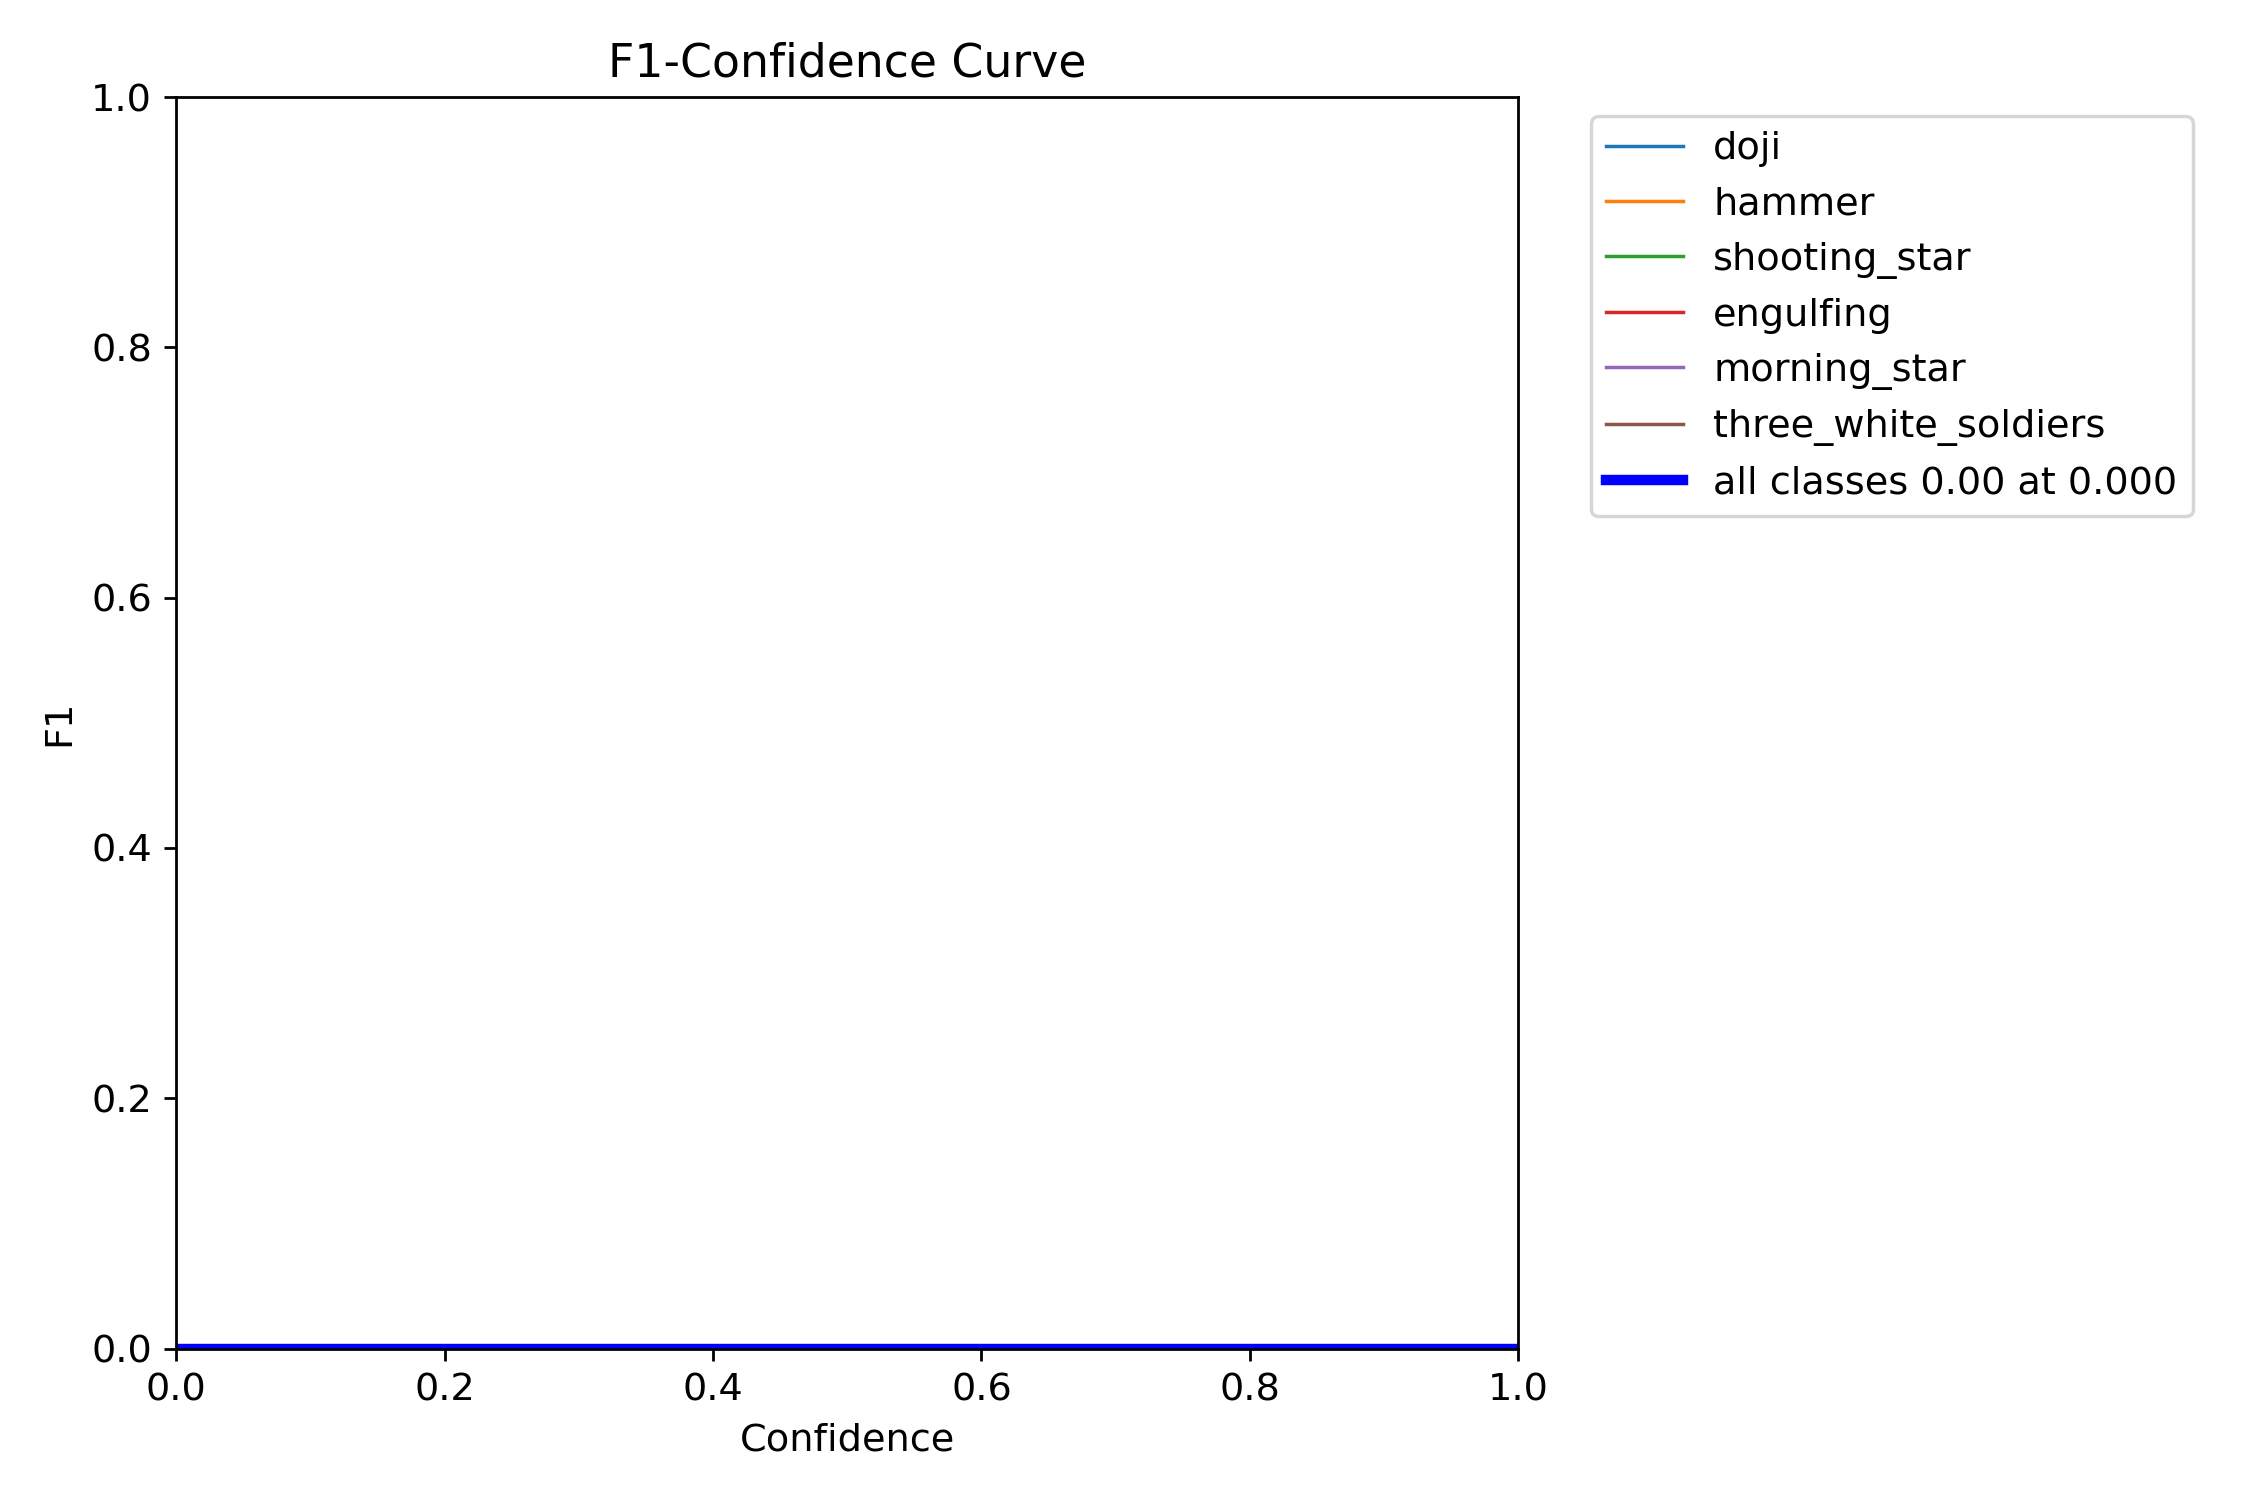 F1-Confidence Curve
1.0
0.8
0.6
0.4
0.2
0.0
F1
0.0 0.2 0.4 0.6 0.8 1.0
Confidence
doji
hammer
shooting_star
engulfing
morning_star
three_white_soldiers
all classes 0.00 at 0.000